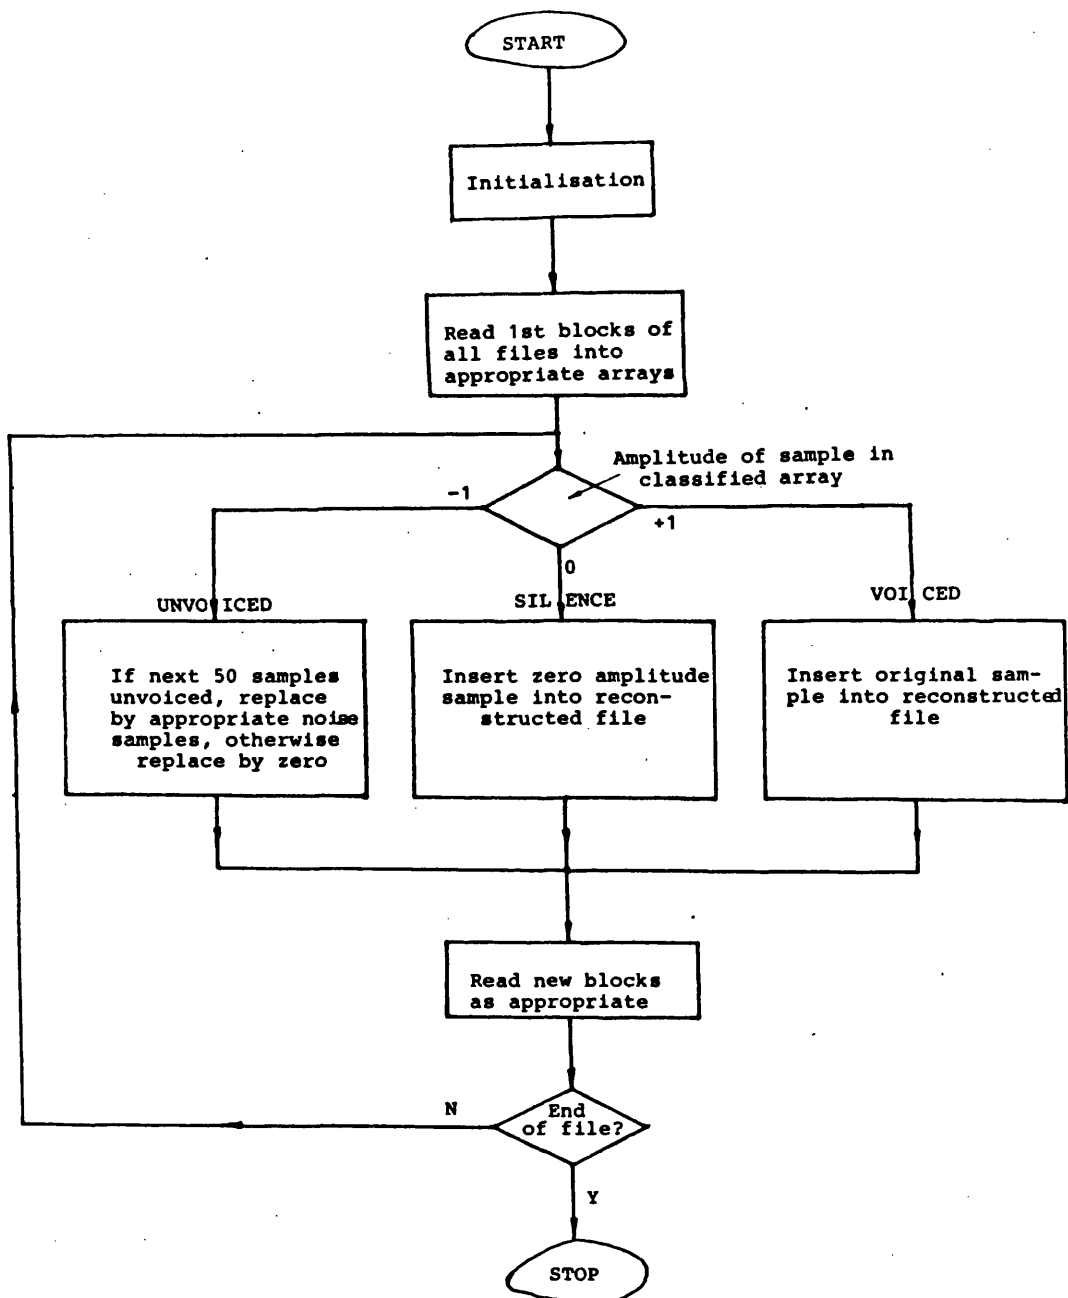 START
Initialisation
Read 1st blocks of
all files into
appropriate arrays
Amplitude of sample in
classified array
-1
+1
0
UNVOICED
SILENCE
VOICED
If next 50 samples
unvoiced, replace
by appropriate noise
samples, otherwise
replace by zero
Insert zero amplitude
sample into recon-
structed file
Insert original sam-
ple into reconstructed
file
Read new blocks
as appropriate
End
of file?
N
Y
STOP